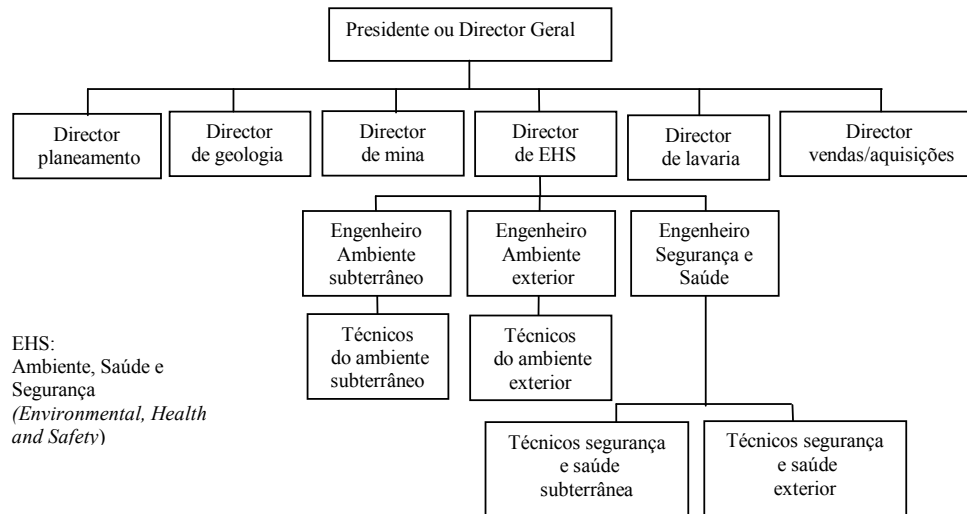 Presidente ou Director Geral
Director
planeamento
Director
de geologia
Director
de mina
Director
de EHS
Director
de lavaria
Director
vendas/aquisições
Engenheiro
Ambiente
subterrâneo
Engenheiro
Ambiente
exterior
Engenheiro
Segurança e
Saúde
Técnicos
do ambiente
subterrâneo
Técnicos
do ambiente
exterior
EHS:
Ambiente, Saúde e
Segurança
(Environmental, Health
and Safety)
Técnicos segurança
e saúde
subterrânea
Técnicos segurança
e saúde
exterior